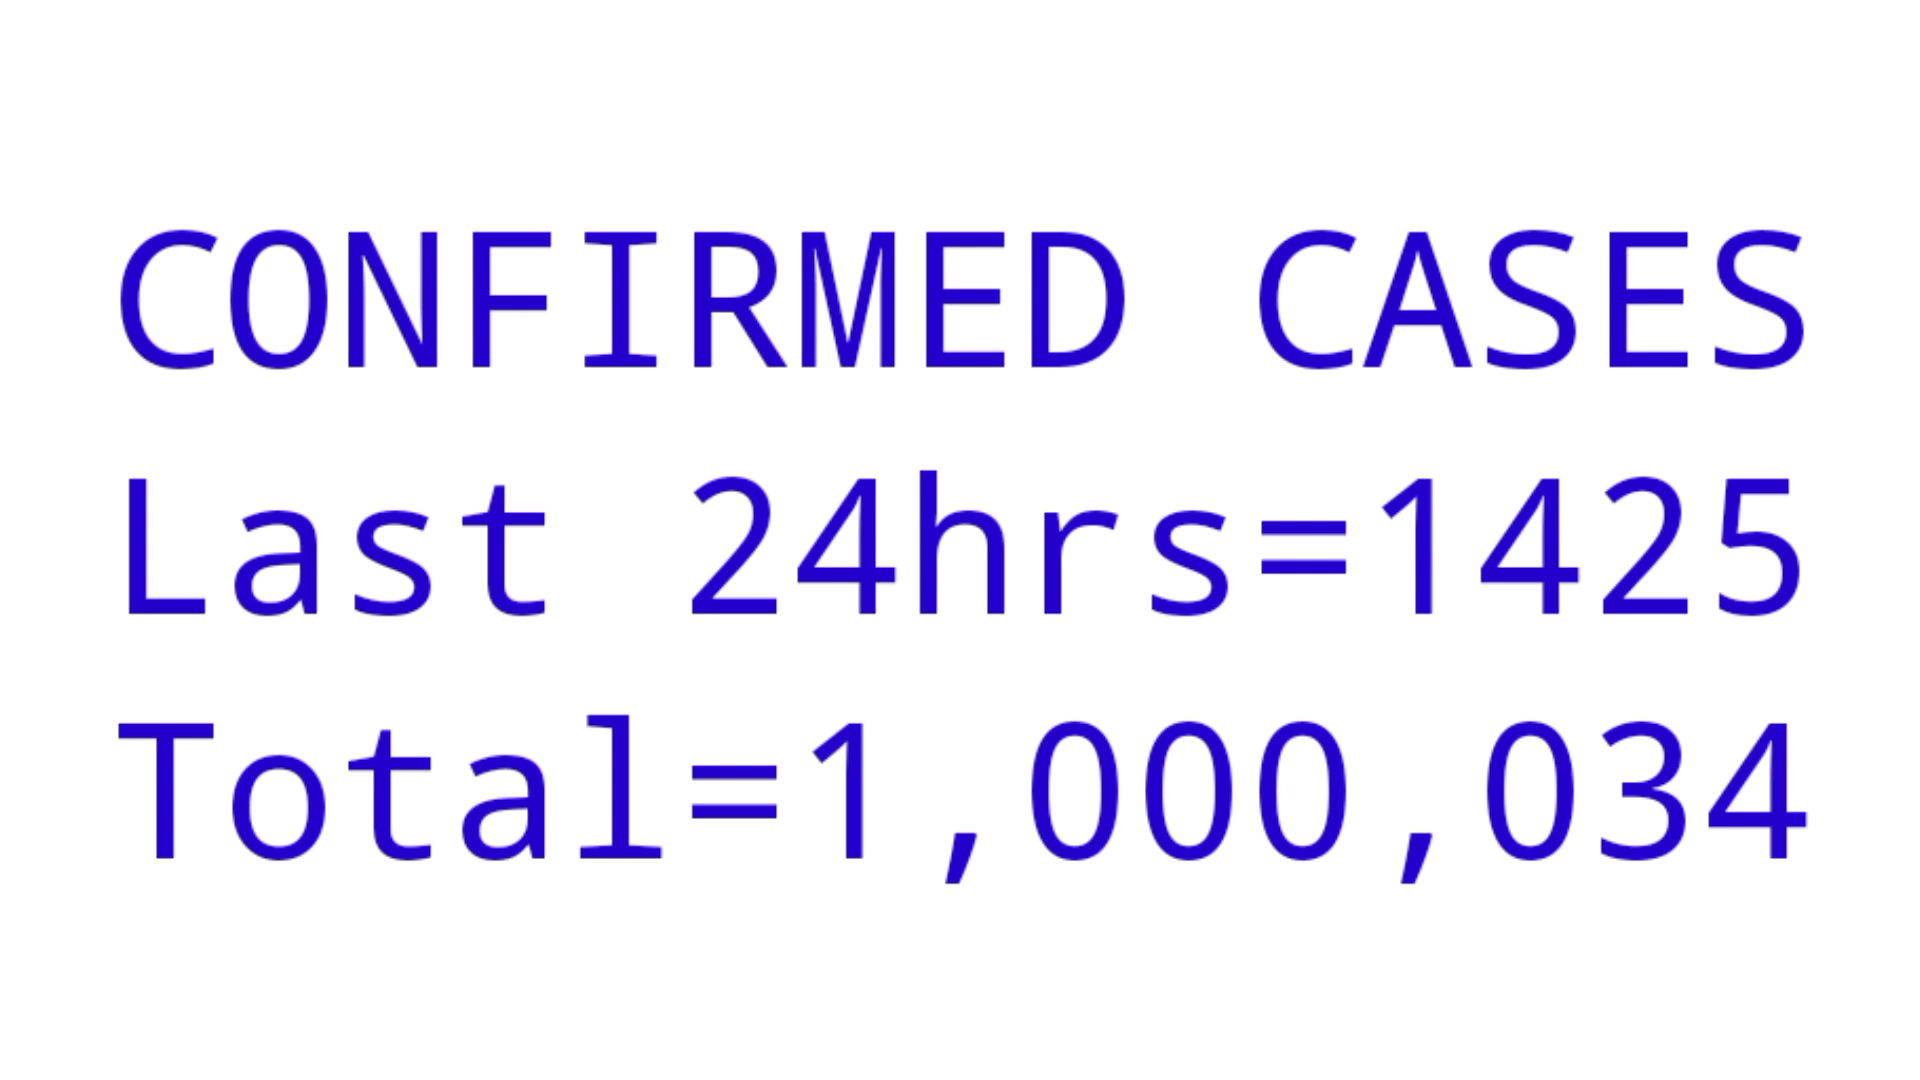 CONFIRMED CASES
Last 24hrs=1425
Total=1,000,034